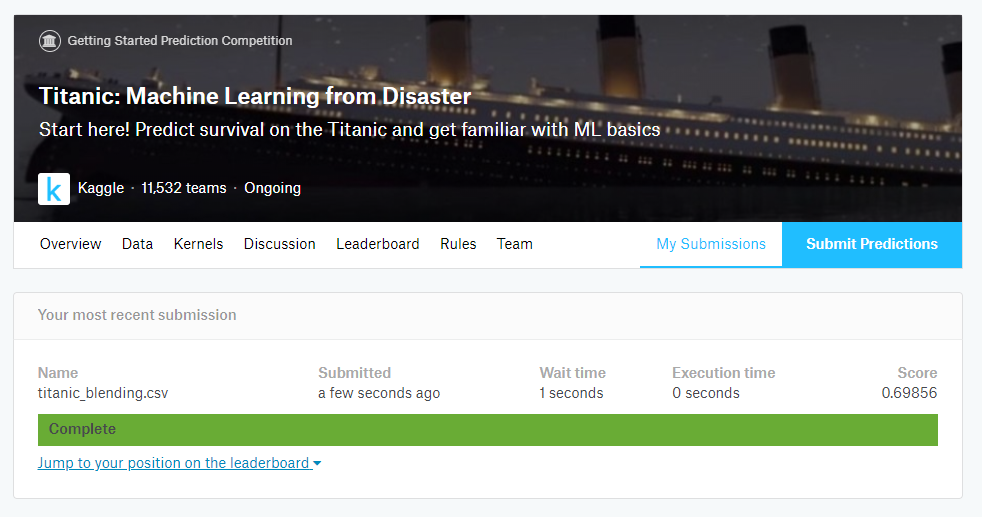 Getting Started Prediction Competition
Titanic: Machine Learning from Disaster
Start here! Predict survival on the Titanic and get familiar with ML basics
k Kaggle · 11,532 teams · Ongoing
Overview Data Kernels Discussion Leaderboard Rules Team My Submissions Submit Predictions
Your most recent submission
Name Submitted Wait time Execution time Score
titanic_blending.csv a few seconds ago 1 seconds 0 seconds 0.69856
Complete
Jump to your position on the leaderboard